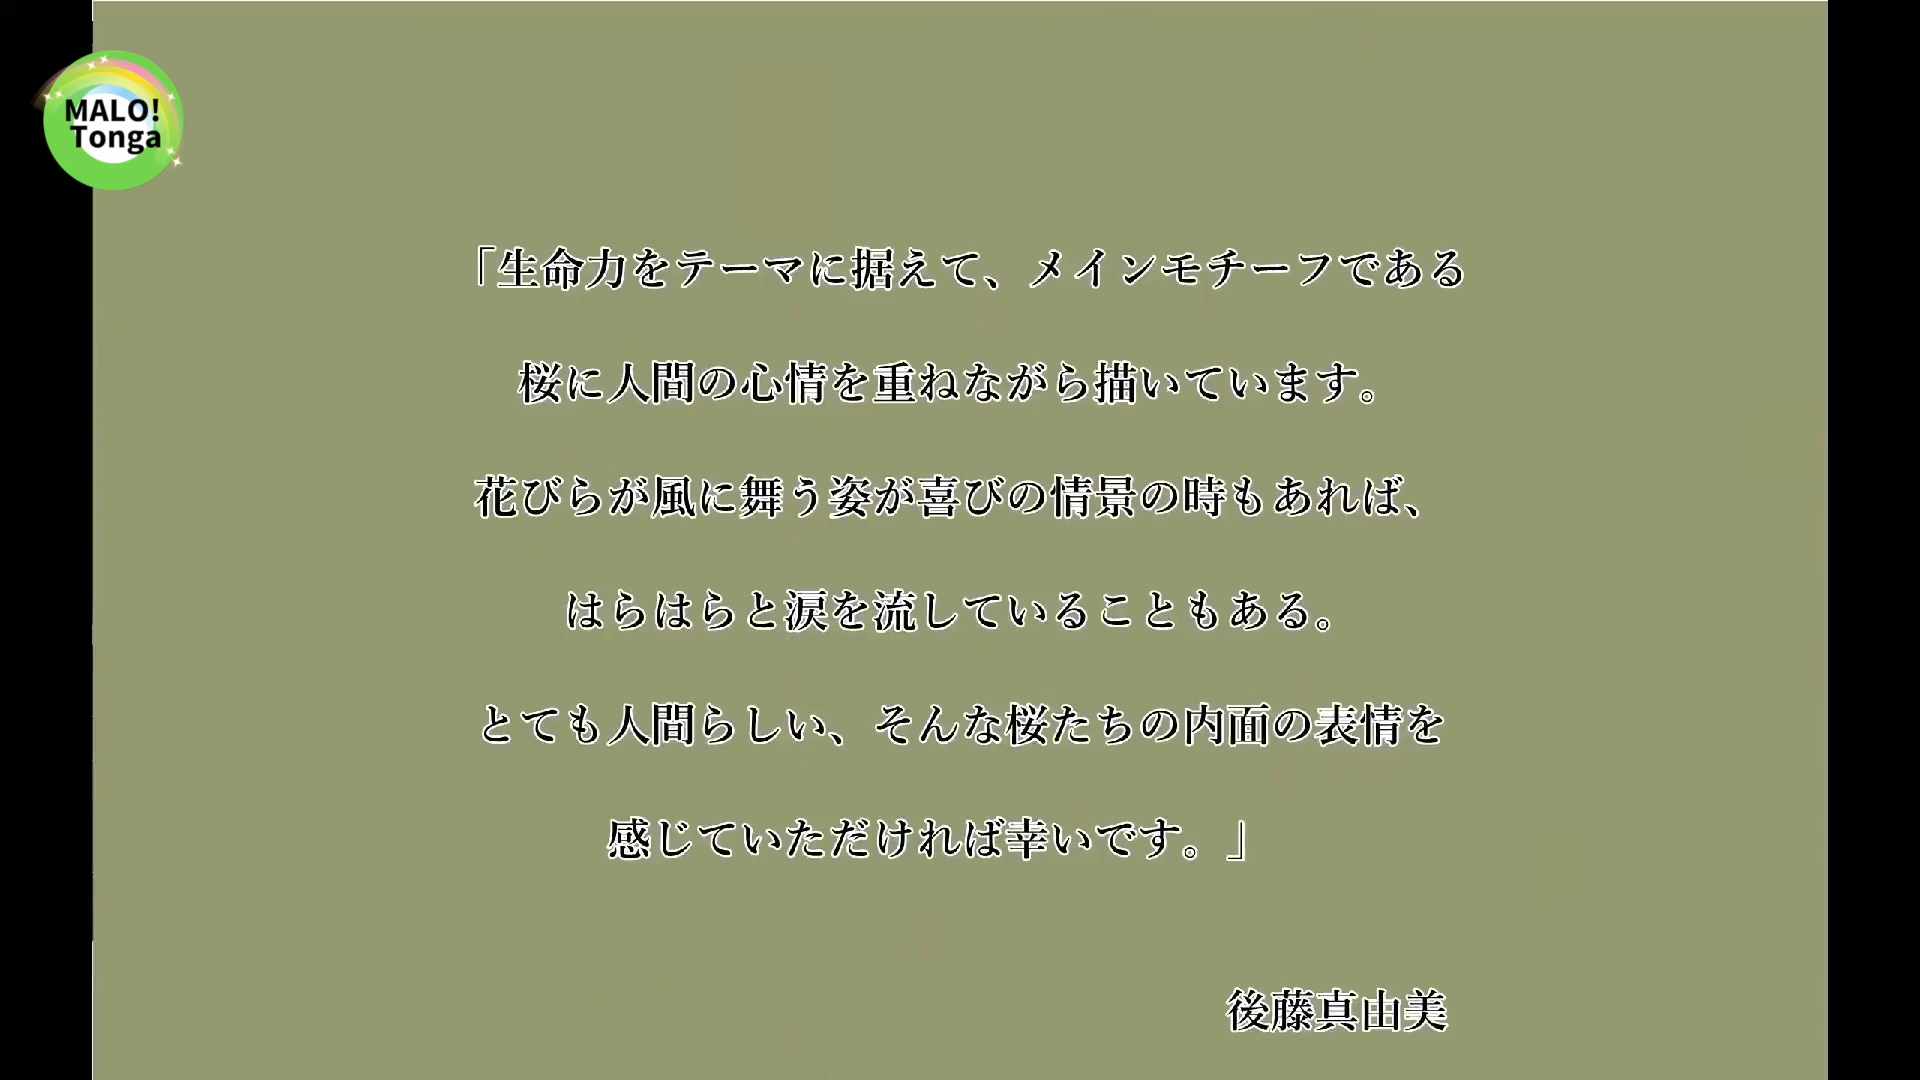 MALO!
Tonga
「生命力をテーマに据えて、メインモチーフである
桜に人間の心情を重ねながら描いています。
花びらが風に舞う姿が喜びの情景の時もあれば、
はらはらと涙を流していることもある。
とても人間らしい、そんな桜たちの内面の表情を
感じていただければ幸いです。」
後藤真由美